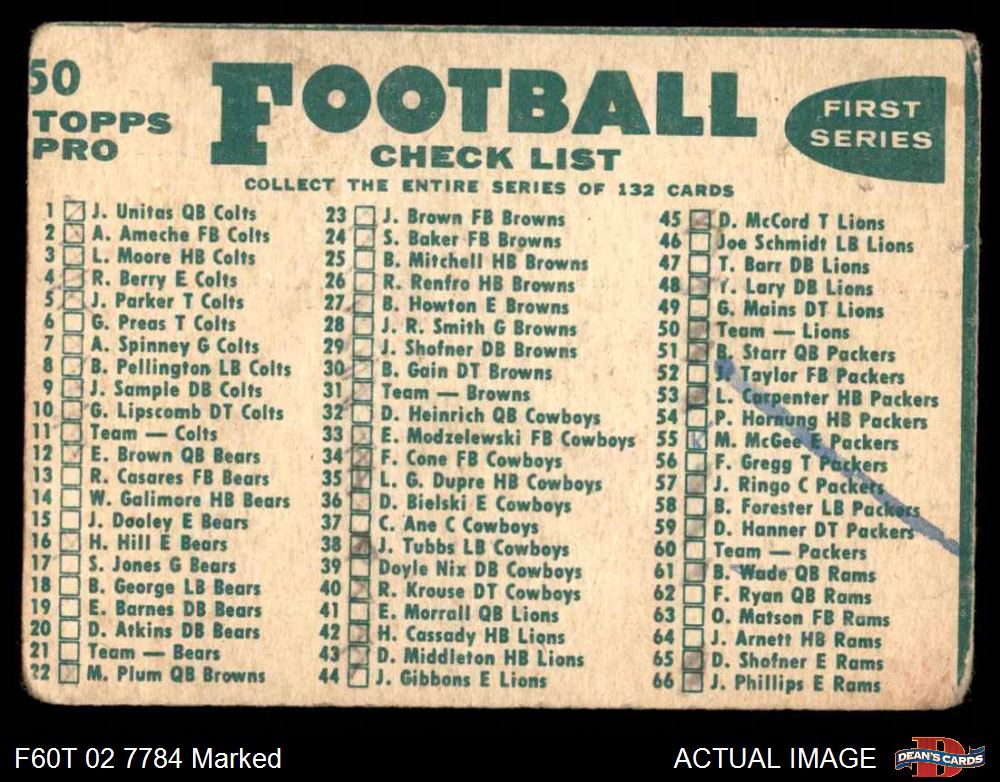 50
TOPPS
PRO
FOOTBALL
CHECK LIST
FIRST
SERIES
COLLECT THE ENTIRE SERIES OF 132 CARDS
1 J. Unitas QB Colts
2 A. Ameche FB Colts
3 L. Moore HB Colts
4 R. Berry E Colts
5 J. Parker T Colts
6 G. Preas T Colts
7 A. Spinney G Colts
8 B. Pellington LB Colts
9 J. Sample DB Colts
10 G. Lipscomb DT Colts
11 Team — Colts
12 E. Brown QB Bears
13 R. Casares FB Bears
14 W. Galimore HB Bears
15 J. Dooley E Bears
16 H. Hill E Bears
17 S. Jones G Bears
18 B. George LB Bears
19 E. Barnes DB Bears
20 D. Atkins DB Bears
21 Team — Bears
22 M. Plum QB Browns
23 J. Brown FB Browns
24 S. Baker FB Browns
25 B. Mitchell HB Browns
26 R. Renfro HB Browns
27 B. Howton E Browns
28 J. R. Smith G Browns
29 J. Shofner DB Browns
30 B. Gain DT Browns
31 Team — Browns
32 D. Heinrich QB Cowboys
33 E. Modzelewski FB Cowboys
34 F. Cone FB Cowboys
35 L. G. Dupre HB Cowboys
36 D. Bielski E Cowboys
37 C. Ane C Cowboys
38 J. Tubbs LB Cowboys
39 Doyle Nix DB Cowboys
40 R. Krouse DT Cowboys
41 E. Morrall QB Lions
42 H. Cassady HB Lions
43 D. Middleton HB Lions
44 J. Gibbons E Lions
45 D. McCord T Lions
46 Joe Schmidt LB Lions
47 T. Barr DB Lions
48 Y. Lary DB Lions
49 G. Mains DT Lions
50 Team — Lions
51 B. Starr QB Packers
52 J. Taylor FB Packers
53 L. Carpenter HB Packers
54 P. Hornung HB Packers
55 M. McGee E Packers
56 F. Gregg T Packers
57 J. Ringo C Packers
58 B. Forester LB Packers
59 D. Hanner DT Packers
60 Team — Packers
61 B. Wade QB Rams
62 F. Ryan QB Rams
63 O. Matson FB Rams
64 J. Arnett HB Rams
65 D. Shofner E Rams
66 J. Phillips E Rams
F60T 02 7784 Marked
ACTUAL IMAGE
D
DEAN'S CARDS